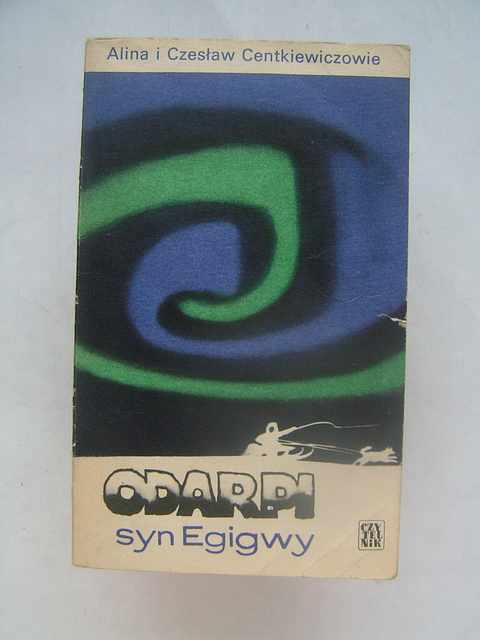 Alina i Czesław Centkiewiczowie
ODARPI
syn Egigwy
CZY
TEL
NIK